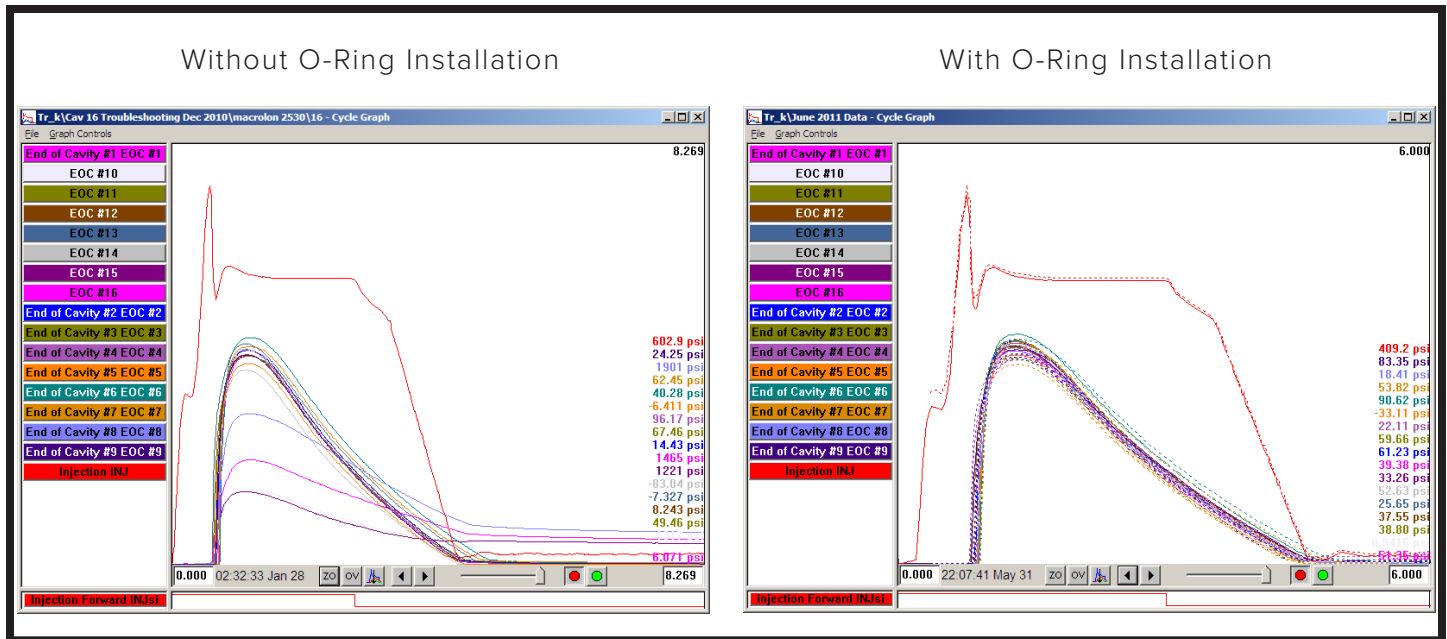 Without O-Ring Installation
Tr_k\Cav 16 Troubleshooting Dec 2010\macrolon 2530\16 - Cycle Graph
File Graph Controls
End of Cavity #1 EOC #1
EOC #10
EOC #11
EOC #12
EOC #13
EOC #14
EOC #15
EOC #16
End of Cavity #2 EOC #2
End of Cavity #3 EOC #3
End of Cavity #4 EOC #4
End of Cavity #5 EOC #5
End of Cavity #6 EOC #6
End of Cavity #7 EOC #7
End of Cavity #8 EOC #8
End of Cavity #9 EOC #9
Injection INJ
8.269
602.9 psi
24.25 psi
1901 psi
62.45 psi
40.28 psi
-6.411 psi
96.17 psi
67.46 psi
14.43 psi
1465 psi
1221 psi
-83.04 psi
-7.327 psi
8.243 psi
49.46 psi
6.071 psi
0.000 02:32:33 Jan 28 ZO OV 8.269
Injection Forward INJsi
With O-Ring Installation
Tr_k\June 2011 Data - Cycle Graph
File Graph Controls
End of Cavity #1 EOC #1
EOC #10
EOC #11
EOC #12
EOC #13
EOC #14
EOC #15
EOC #16
End of Cavity #2 EOC #2
End of Cavity #3 EOC #3
End of Cavity #4 EOC #4
End of Cavity #5 EOC #5
End of Cavity #6 EOC #6
End of Cavity #7 EOC #7
End of Cavity #8 EOC #8
End of Cavity #9 EOC #9
Injection INJ
6.000
409.2 psi
83.35 psi
18.41 psi
53.82 psi
90.62 psi
-33.11 psi
22.11 psi
59.66 psi
61.23 psi
39.38 psi
33.26 psi
52.63 psi
25.65 psi
37.55 psi
38.80 psi
51.35 psi
0.000 22:07:41 May 31 ZO OV 6.000
Injection Forward INJsi